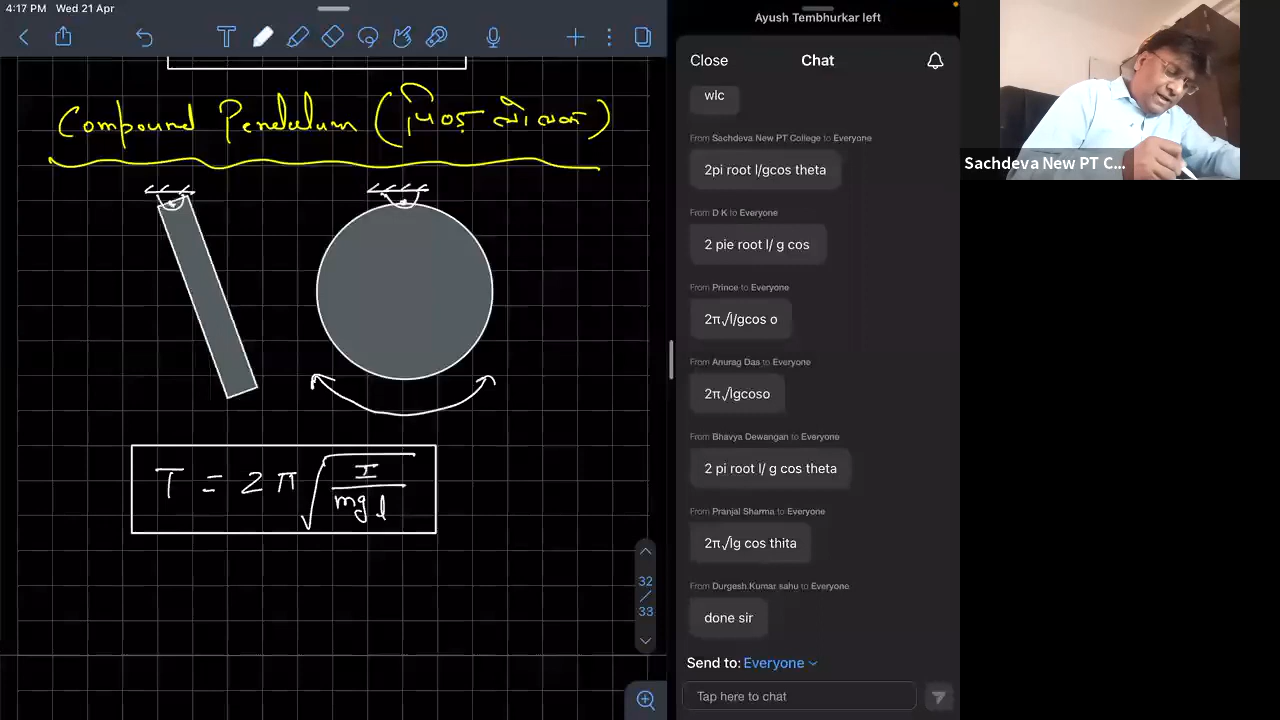 4:17 PM Wed 21 Apr
Ayush Tembhurkar left
Compound Pendulum (पिण्ड लोलक)
T = 2π √(I / mgl)
32
33
Close
Chat
wlc
From Sachdeva New PT College to Everyone
2pi root l/gcos theta
From D K to Everyone
2 pie root l/ g cos
From Prince to Everyone
2π√l/gcos o
From Anurag Das to Everyone
2π√lgcoso
From Bhavya Dewangan to Everyone
2 pi root l/ g cos theta
From Pranjal Sharma to Everyone
2π√lg cos thita
From Durgesh Kumar sahu to Everyone
done sir
Send to: Everyone
Tap here to chat
Sachdeva New PT C...